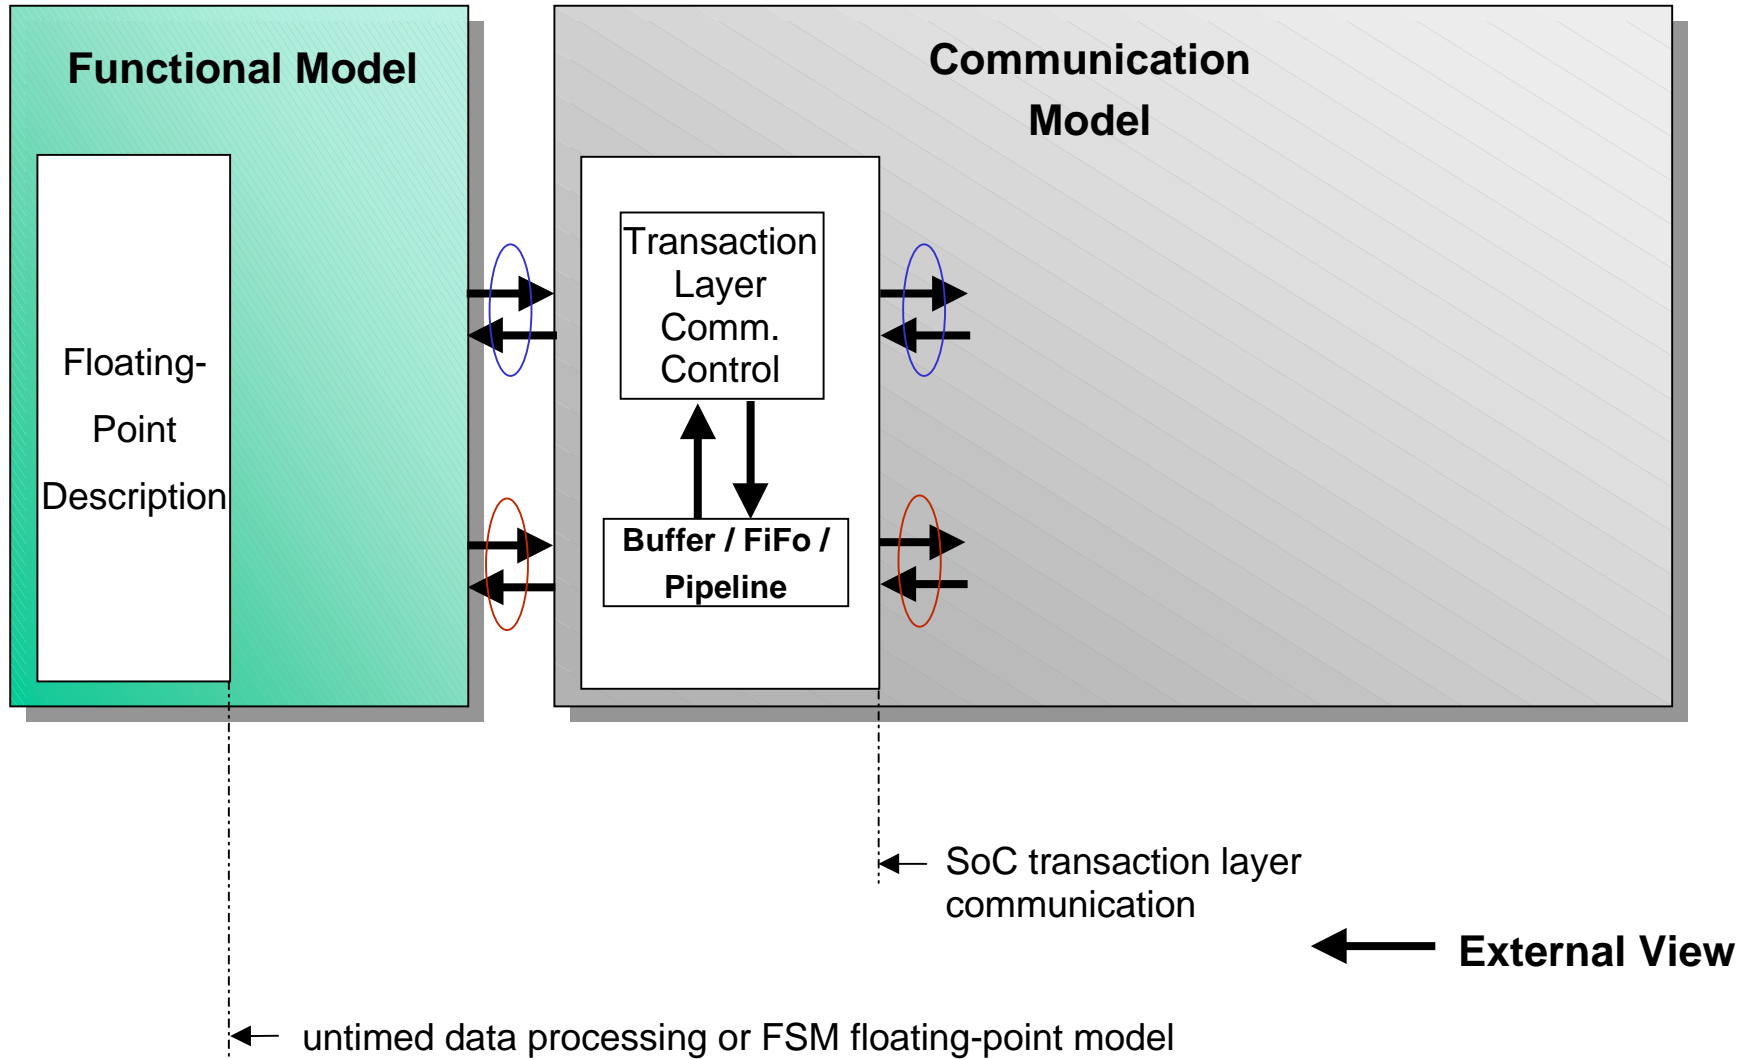 Functional Model
Communication
Model
Floating-
Point
Description
Transaction
Layer
Comm.
Control
Buffer / FiFo /
Pipeline
SoC transaction layer
communication
External View
untimed data processing or FSM floating-point model